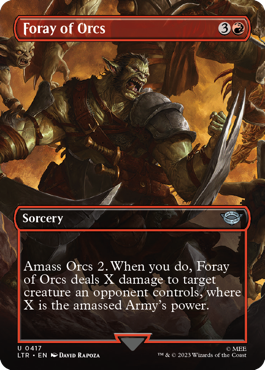 Foray of Orcs 3
Sorcery
Amass Orcs 2. When you do, Foray
of Orcs deals X damage to target
creature an opponent controls, where
X is the amassed Army's power.
U 0417
LTR • EN DAVID RAPOZA
© MEE
™ & © 2023 Wizards of the Coast